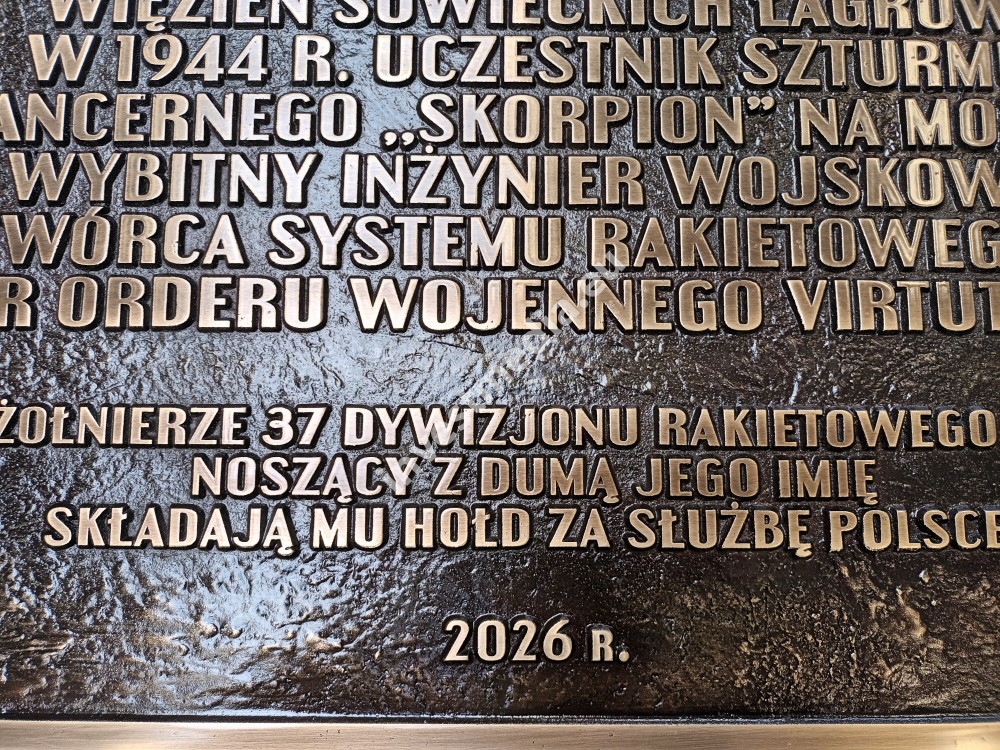 WIĘZIEŃ SOWIECKICH ŁAGRÓW
W 1944 R. UCZESTNIK SZTURM
ANCERNEGO „SKORPION” NA MO
WYBITNY INŻYNIER WOJSKOW
WÓRCA SYSTEMU RAKIETOWEG
R ORDERU WOJENNEGO VIRTUT
ŻOŁNIERZE 37 DYWIZJONU RAKIETOWEGO
NOSZĄCY Z DUMĄ JEGO IMIĘ
SKŁADAJĄ MU HOŁD ZA SŁUŻBĘ POLSCE
2026 R.